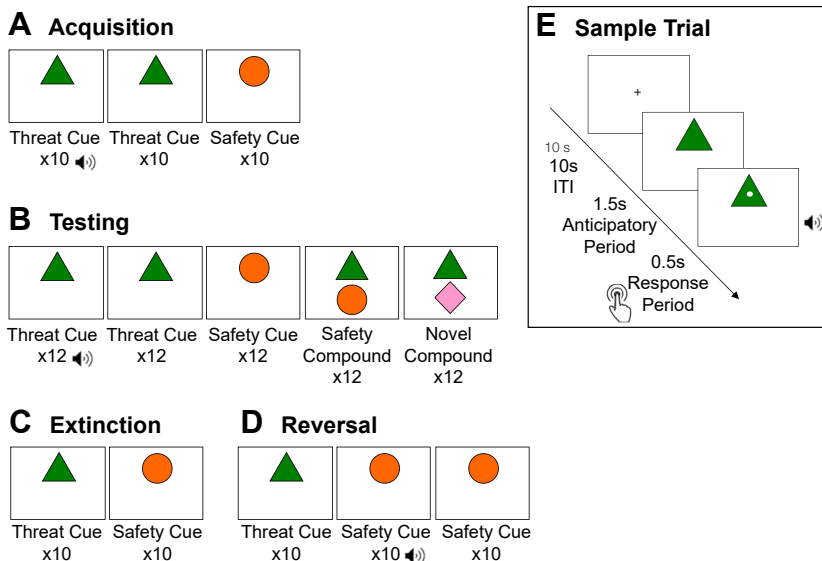 A Acquisition
Threat Cue
x10
Threat Cue
x10
Safety Cue
x10
B Testing
Threat Cue
x12
Threat Cue
x12
Safety Cue
x12
Safety
Compound
x12
Novel
Compound
x12
C Extinction
Threat Cue
x10
Safety Cue
x10
D Reversal
Threat Cue
x10
Safety Cue
x10
Safety Cue
x10
E Sample Trial
+
10 s
10s
ITI
1.5s
Anticipatory
Period
0.5s
Response
Period